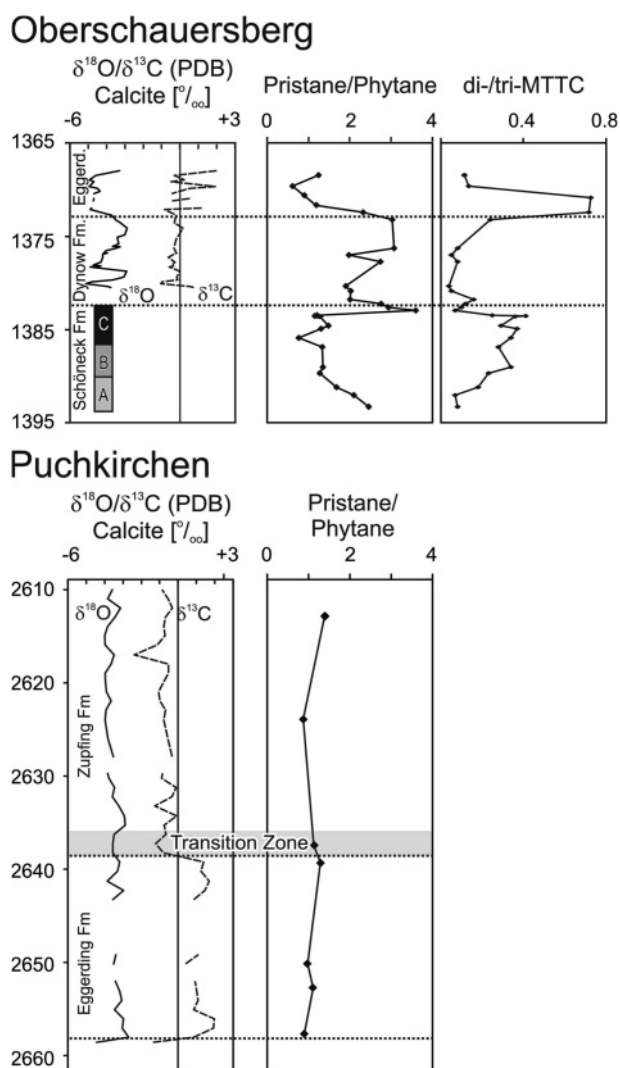 Oberschauersberg
δ18O/δ13C (PDB)
Calcite [o/oo]
Pristane/Phytane
di-/tri-MTTC
-6 +3 0 2 4 0 0.4 0.8
1365
1375
1385
1395
Eggerd.
Dynow Fm.
Schöneck Fm
δ18O δ13C
C
B
A
Puchkirchen
δ18O/δ13C (PDB)
Calcite [o/oo]
Pristane/
Phytane
-6 +3 0 1 2 4
2610
2620
2630
2640
2650
2660
δ18O δ13C
Zupfing Fm
Transition Zone
Eggerding Fm